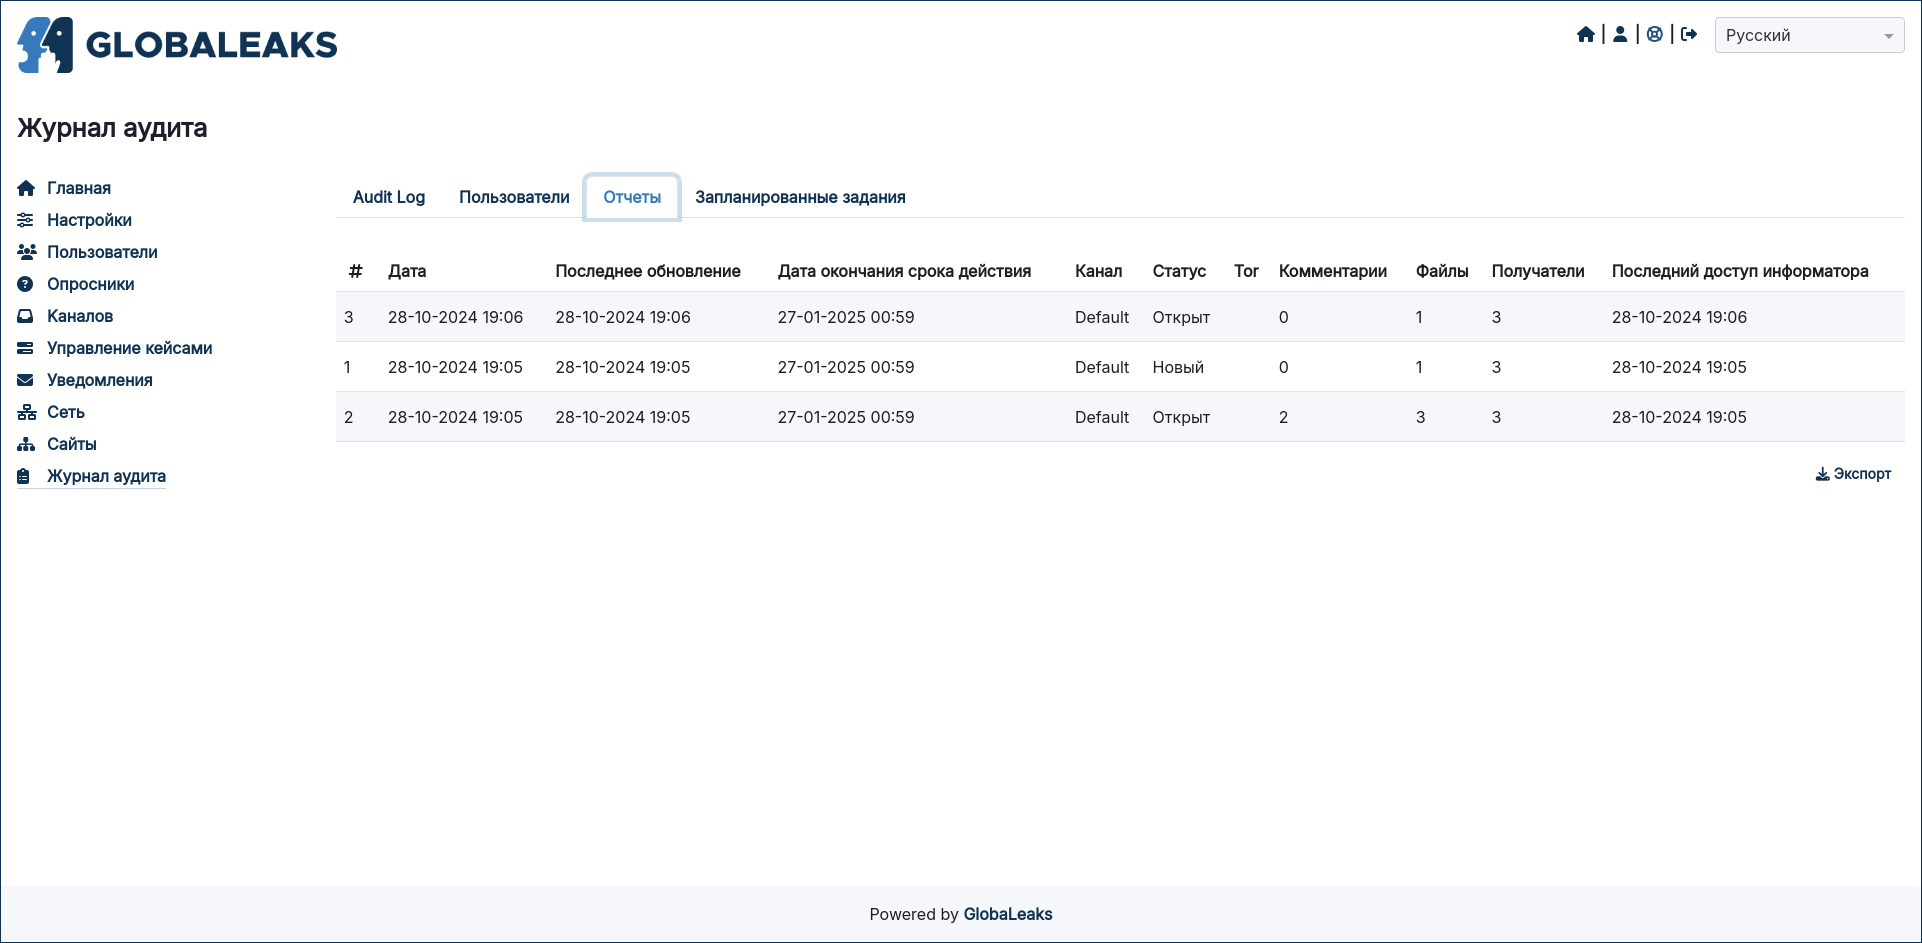 GLOBALEAKS
| | | Русский
Журнал аудита
Главная
Настройки
Пользователи
Опросники
Каналов
Управление кейсами
Уведомления
Сеть
Сайты
Журнал аудита
Audit Log Пользователи Отчеты Запланированные задания
# Дата Последнее обновление Дата окончания срока действия Канал Статус Tor Комментарии Файлы Получатели Последний доступ информатора
3 28-10-2024 19:06 28-10-2024 19:06 27-01-2025 00:59 Default Открыт 0 1 3 28-10-2024 19:06
1 28-10-2024 19:05 28-10-2024 19:05 27-01-2025 00:59 Default Новый 0 1 3 28-10-2024 19:05
2 28-10-2024 19:05 28-10-2024 19:05 27-01-2025 00:59 Default Открыт 2 3 3 28-10-2024 19:05
Экспорт
Powered by GlobaLeaks